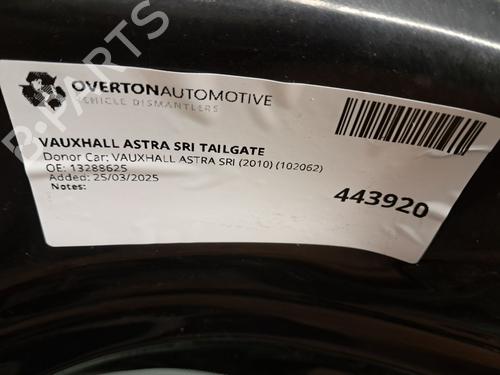 OVERTONAUTOMOTIVE
VEHICLE DISMANTLERS
VAUXHALL ASTRA SRI TAILGATE
Donor Car: VAUXHALL ASTRA SRI (2010) (102062)
OE: 13288625
Added: 25/03/2025
Notes:
443920
B-PARTS